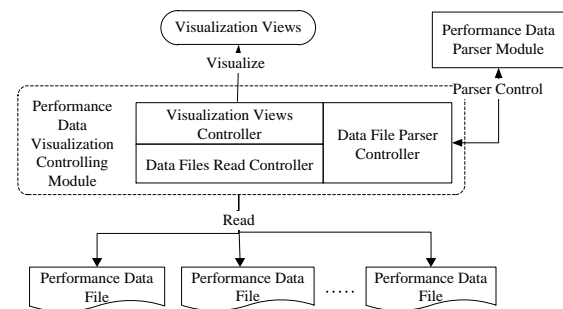 Visualization Views
Performance Data
Parser Module
Visualize
Parser Control
Performance
Data
Visualization
Controlling
Module
Visualization Views
Controller
Data Files Read Controller
Data File Parser
Controller
Read
Performance Data
File
Performance Data
File
.....
Performance Data
File